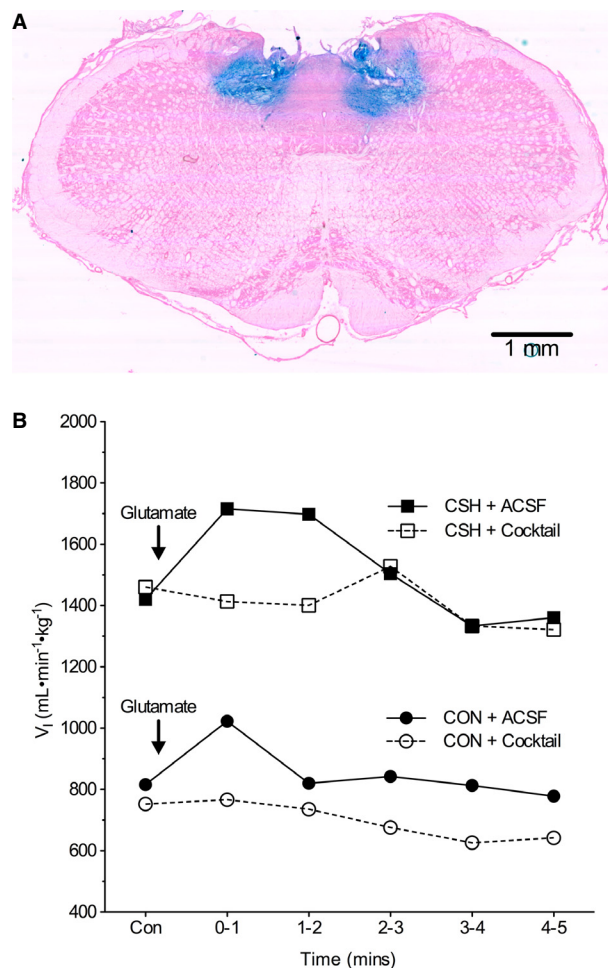 A
1 mm
B
2000
1800
1600
1400
1200
1000
800
600
400
V_I (mL•min⁻¹•kg⁻¹)
Glutamate
CSH + ACSF
CSH + Cocktail
Glutamate
CON + ACSF
CON + Cocktail
Con 0-1 1-2 2-3 3-4 4-5
Time (mins)